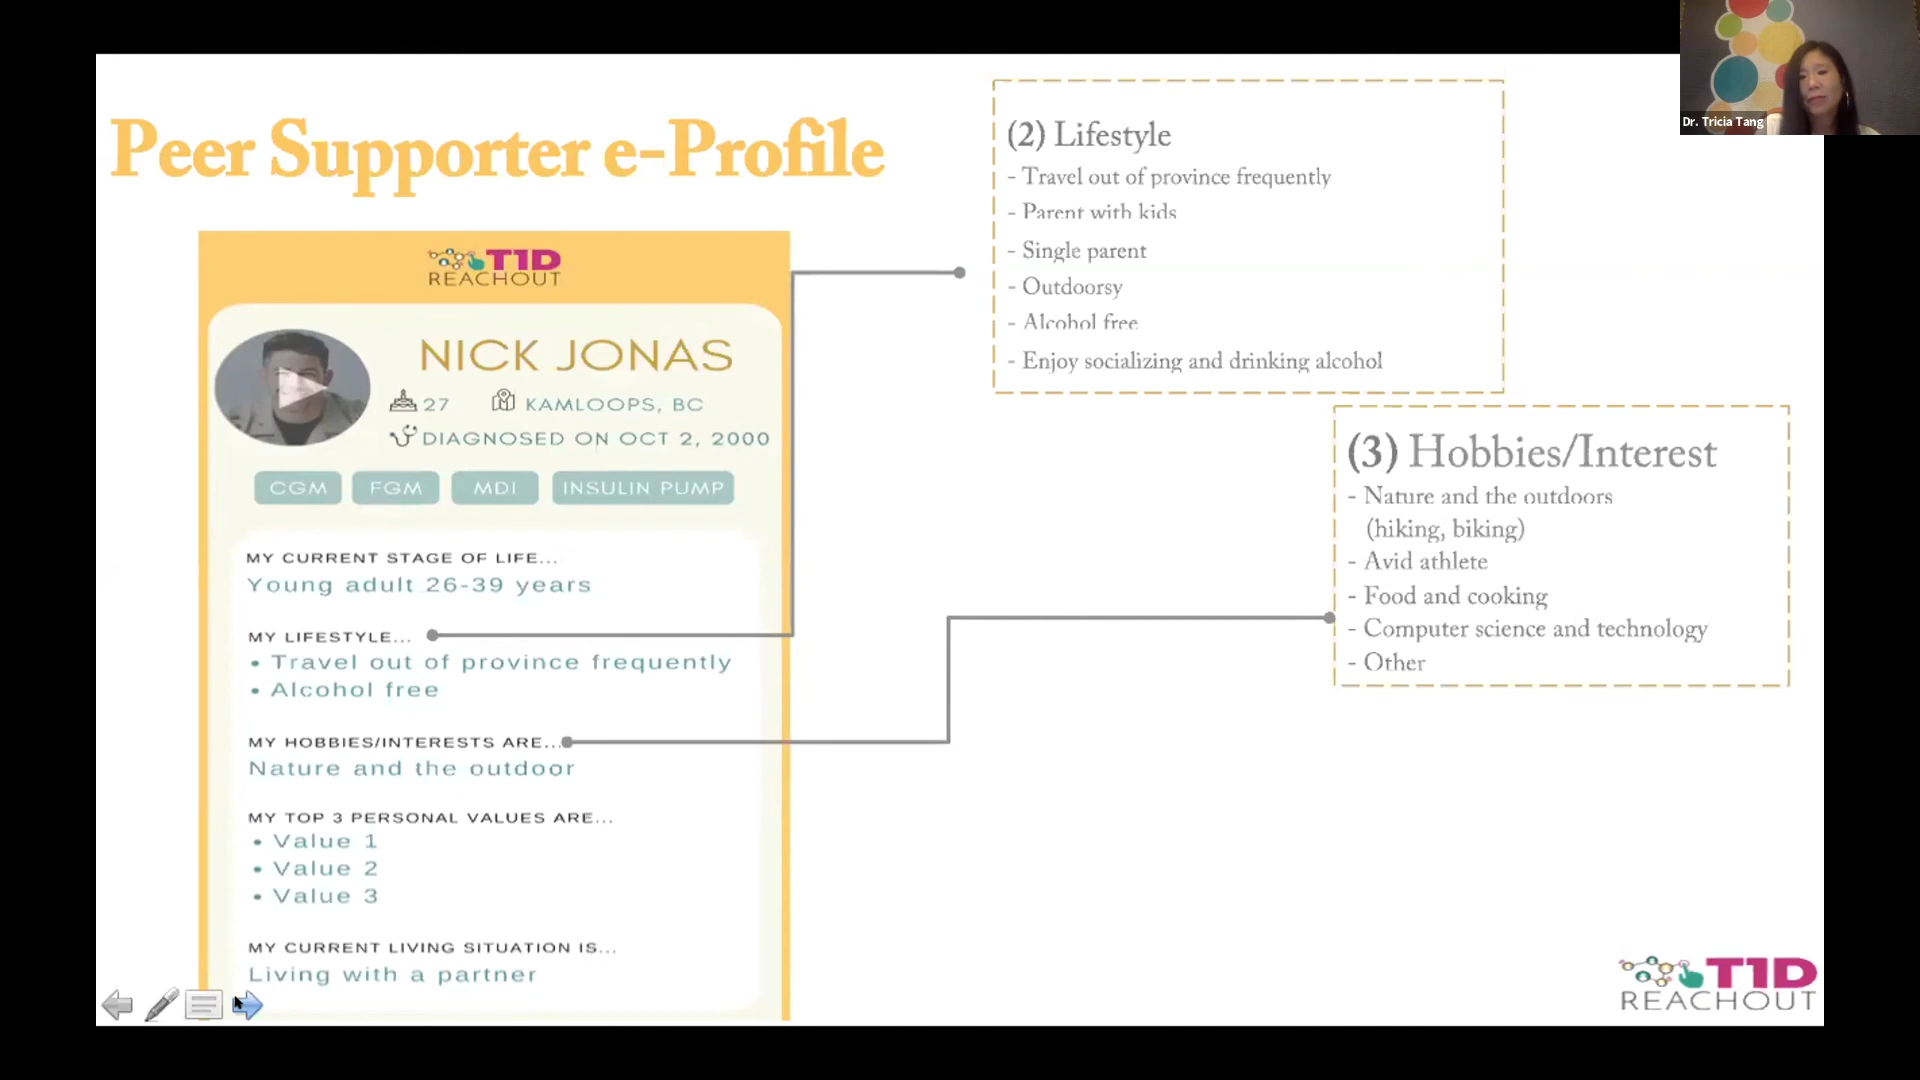 Dr. Tricia Tang
Peer Supporter e-Profile
T1D
REACHOUT
NICK JONAS
27 KAMLOOPS, BC
DIAGNOSED ON OCT 2, 2000
CGM FGM MDI INSULIN PUMP
MY CURRENT STAGE OF LIFE...
Young adult 26-39 years
MY LIFESTYLE...
• Travel out of province frequently
• Alcohol free
MY HOBBIES/INTERESTS ARE...
Nature and the outdoor
MY TOP 3 PERSONAL VALUES ARE...
• Value 1
• Value 2
• Value 3
MY CURRENT LIVING SITUATION IS...
Living with a partner
(2) Lifestyle
- Travel out of province frequently
- Parent with kids
- Single parent
- Outdoorsy
- Alcohol free
- Enjoy socializing and drinking alcohol
(3) Hobbies/Interest
- Nature and the outdoors
(hiking, biking)
- Avid athlete
- Food and cooking
- Computer science and technology
- Other
T1D
REACHOUT